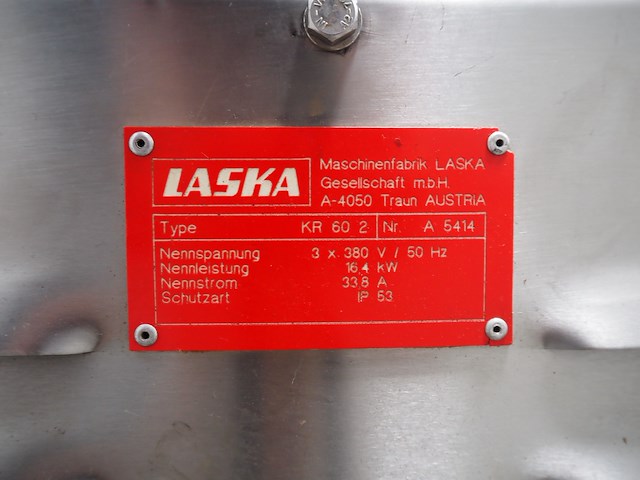 LASKA
Maschinenfabrik LASKA
Gesellschaft m.b.H.
A-4050 Traun AUSTRIA
Type KR 60 2 Nr. A 5414
Nennspannung 3 x 380 V / 50 Hz
Nennleistung 16,4 kW
Nennstrom 33,8 A
Schutzart IP 53